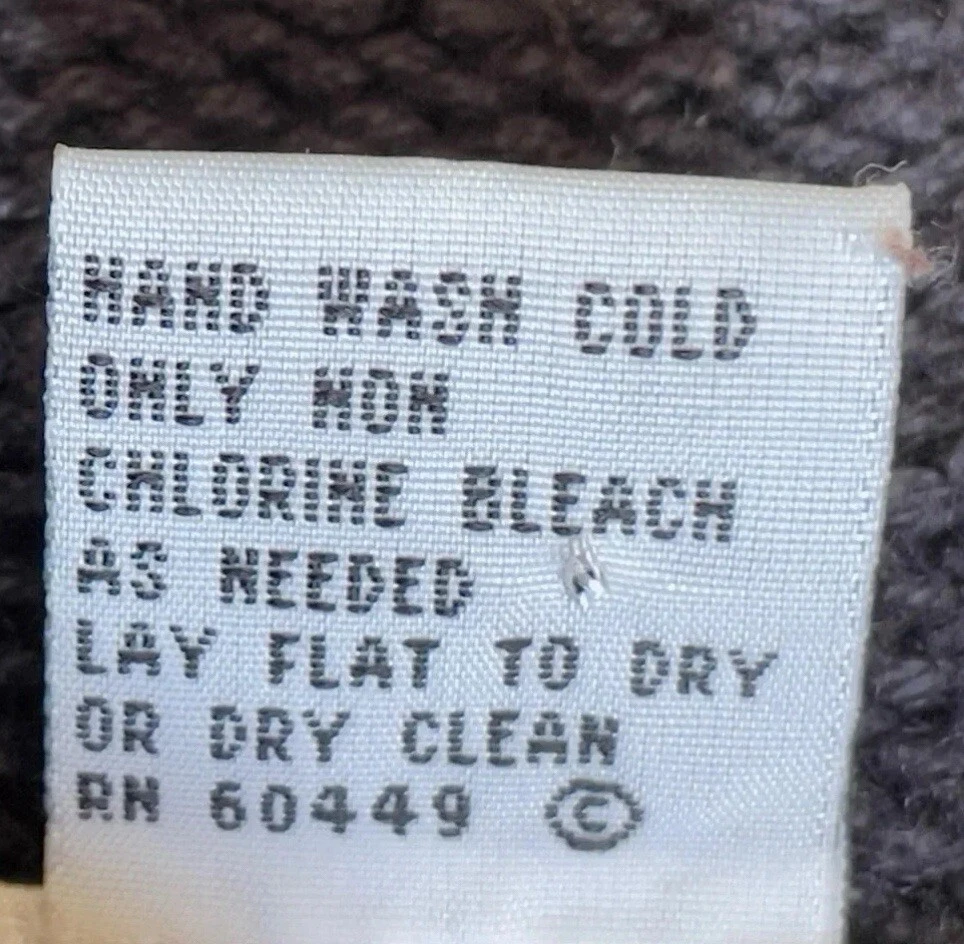 HAND WASH COLD
ONLY NON
CHLORINE BLEACH
AS NEEDED
LAY FLAT TO DRY
OR DRY CLEAN
RN 60449 ©